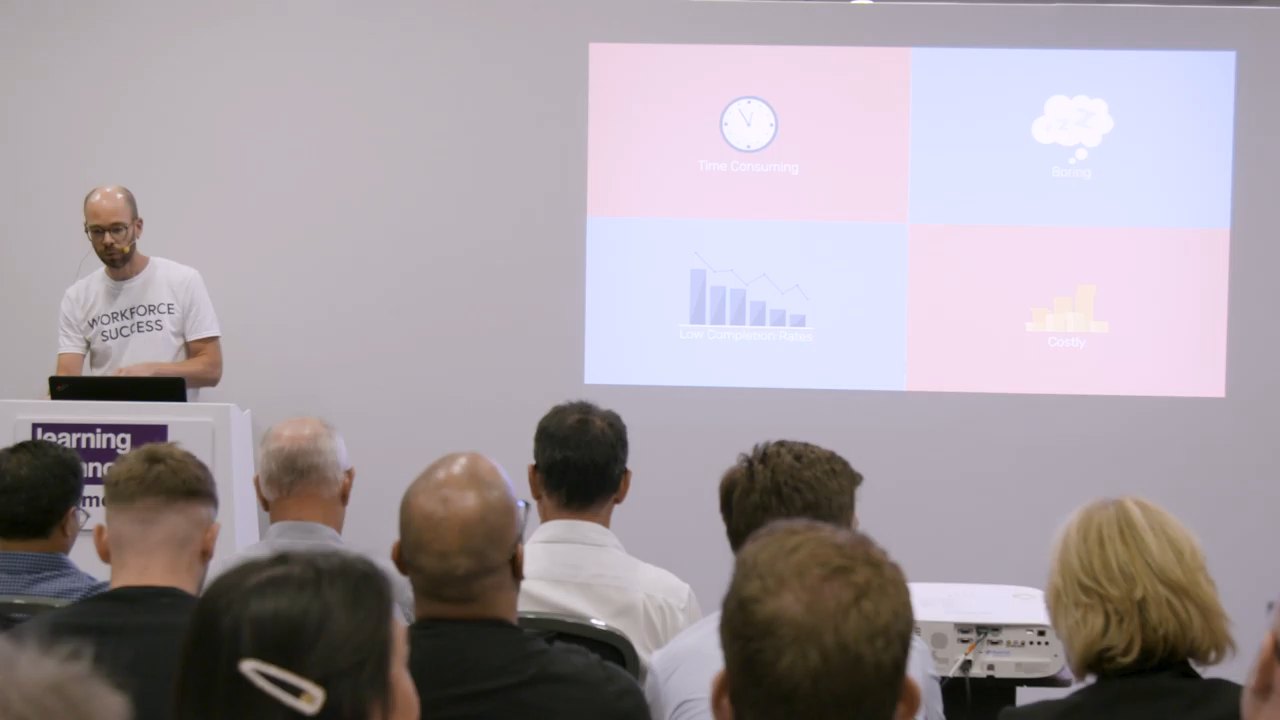 Time Consuming
Boring
Low Completion Rates
Costly
WORKFORCE
SUCCESS
learning